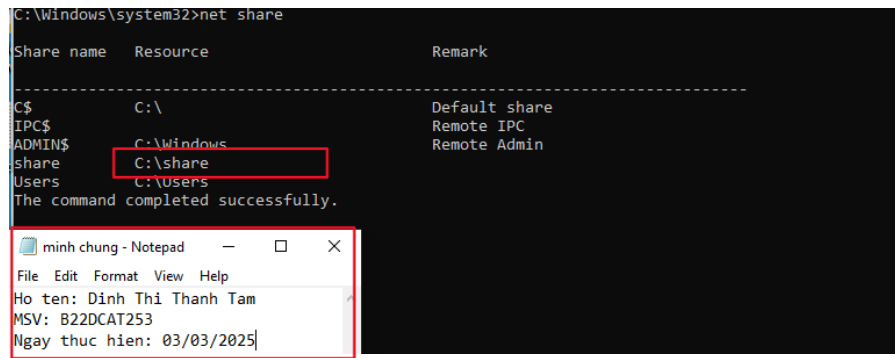 C:\Windows\system32>net share
Share name Resource Remark
-------------------------------------------------------------------------------
C$ C:\ Default share
IPC$ Remote IPC
ADMIN$ C:\Windows Remote Admin
share C:\share
Users C:\Users
The command completed successfully.
minh chung - Notepad
File Edit Format View Help
Ho ten: Dinh Thi Thanh Tam
MSV: B22DCAT253
Ngay thuc hien: 03/03/2025